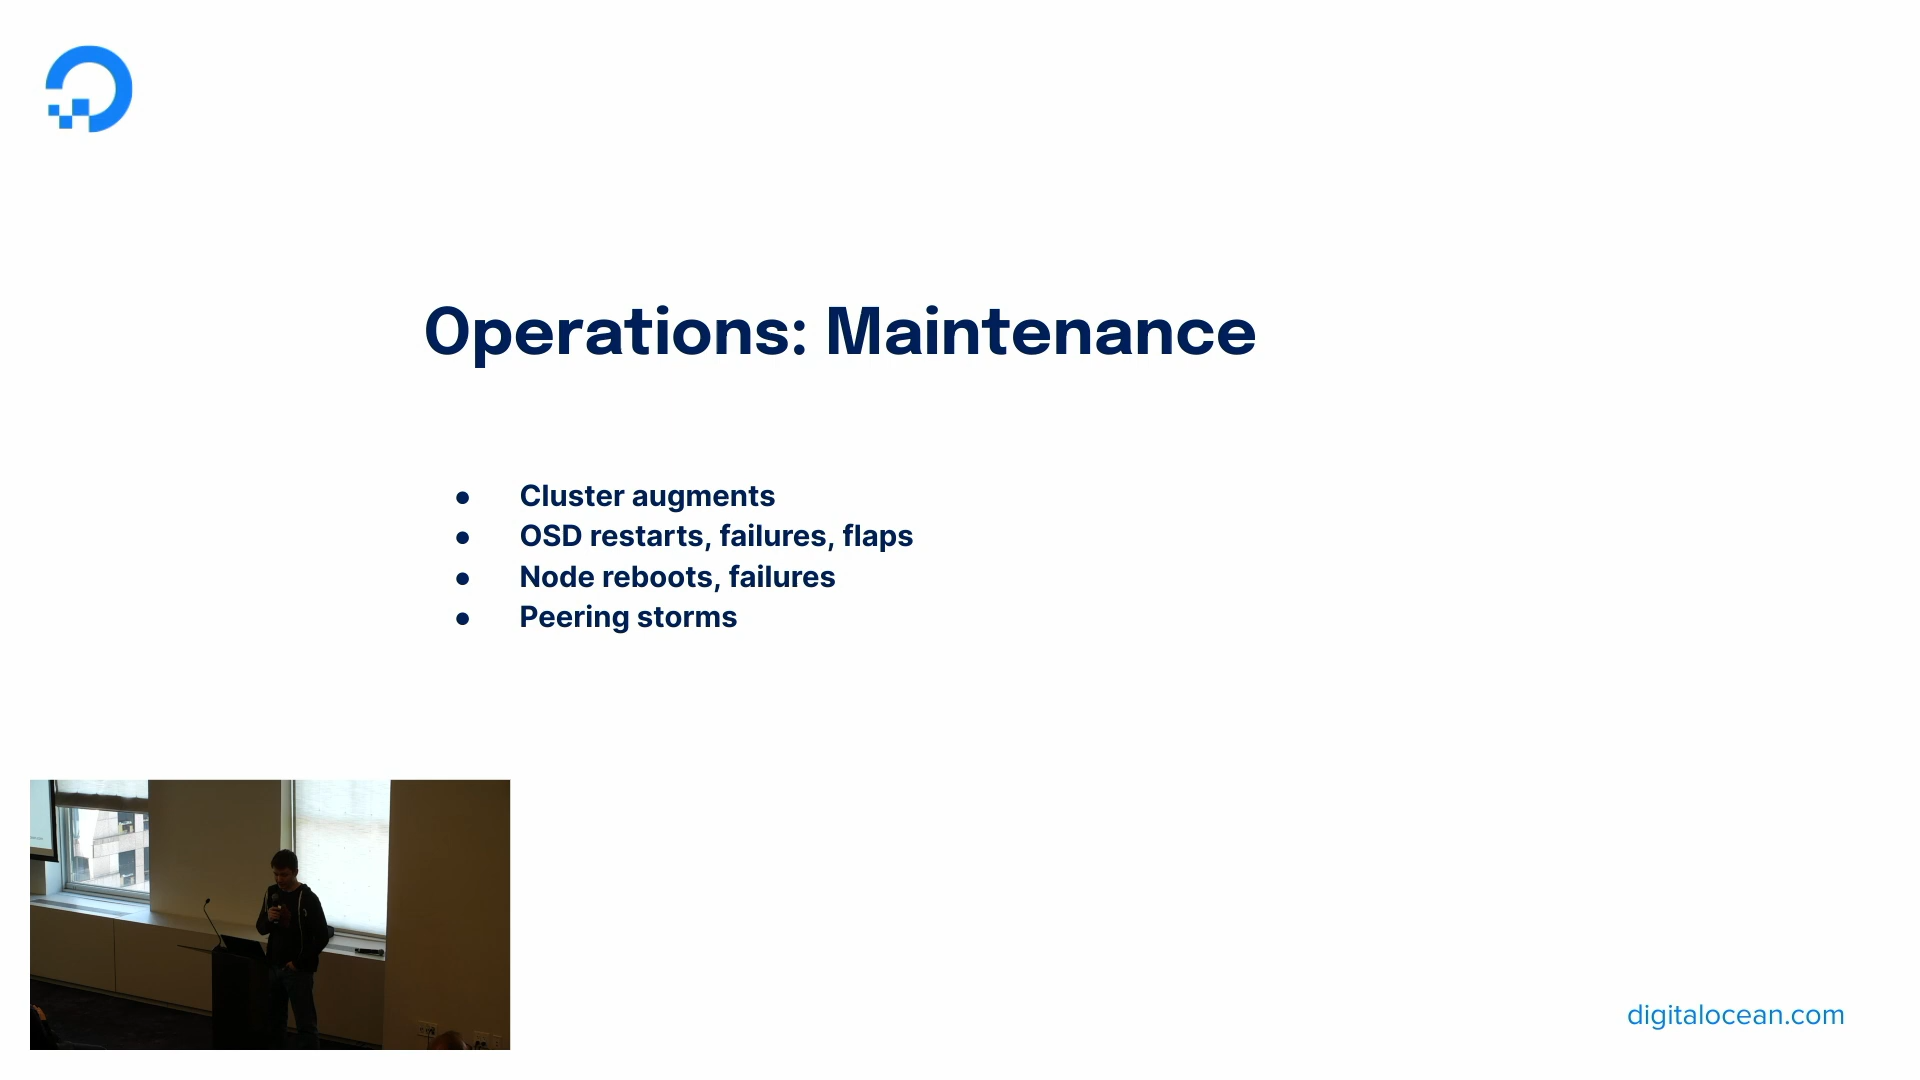 Operations: Maintenance
● Cluster augments
● OSD restarts, failures, flaps
● Node reboots, failures
● Peering storms
digitalocean.com